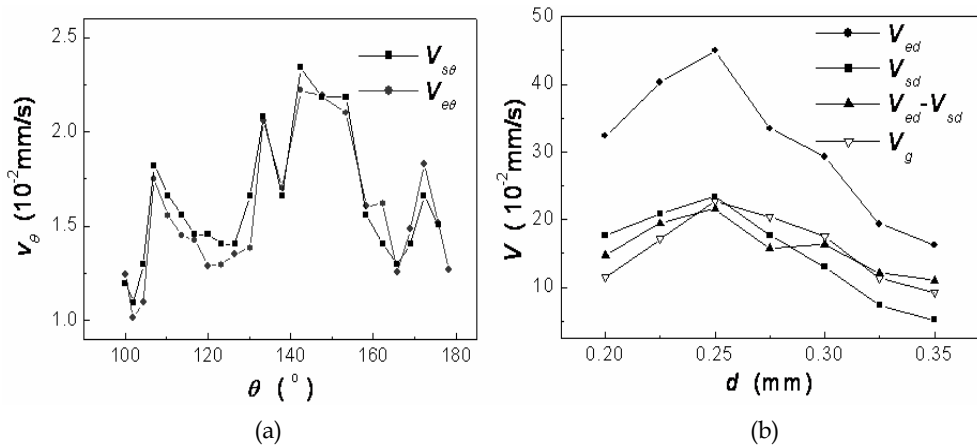 2.5
2.0
1.5
1.0
v_θ (10⁻²mm/s)
100 120 140 160 180
θ (°)
V_sθ
V_eθ
(a)
50
40
30
20
10
V (10⁻²mm/s)
0.20 0.25 0.30 0.35
d (mm)
V_ed
V_sd
V_ed-V_sd
V_g
(b)